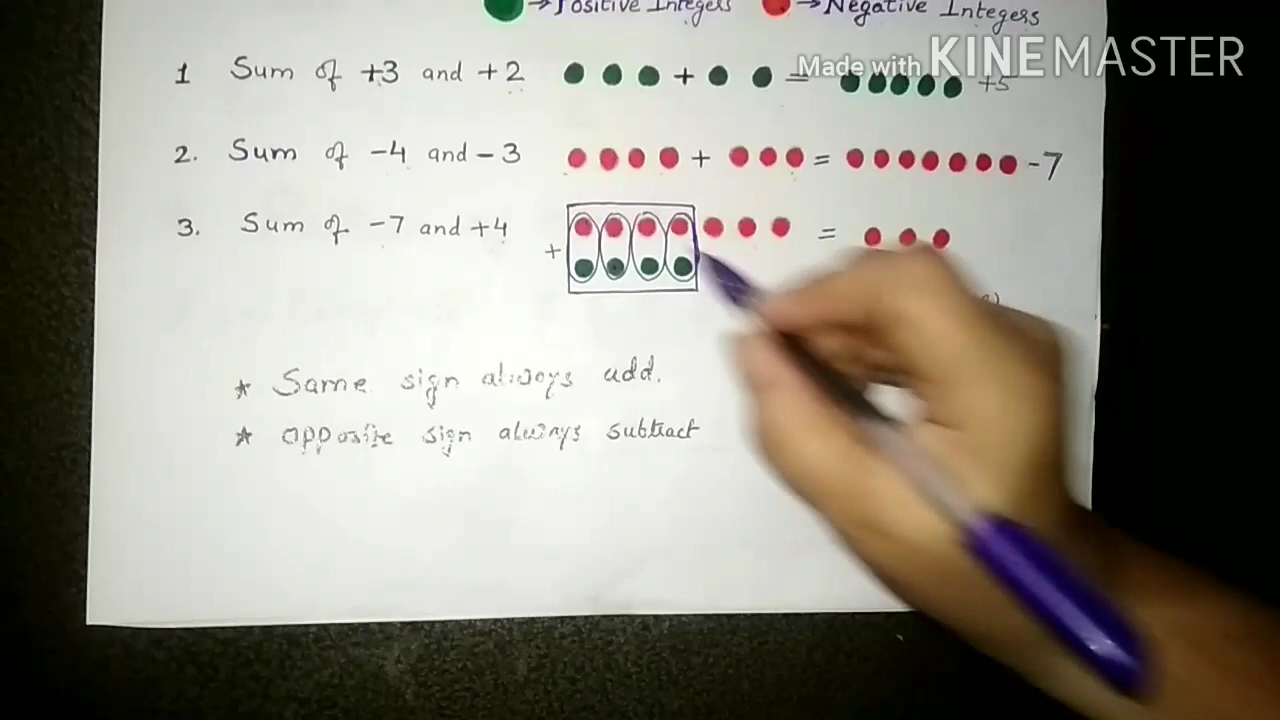 → Positive Integers → Negative Integers
Made with KINEMASTER
1 Sum of +3 and +2 + = +5
2. Sum of -4 and -3 + = -7
3. Sum of -7 and +4 + =
★ Same sign always add.
★ Opposite sign always subtract